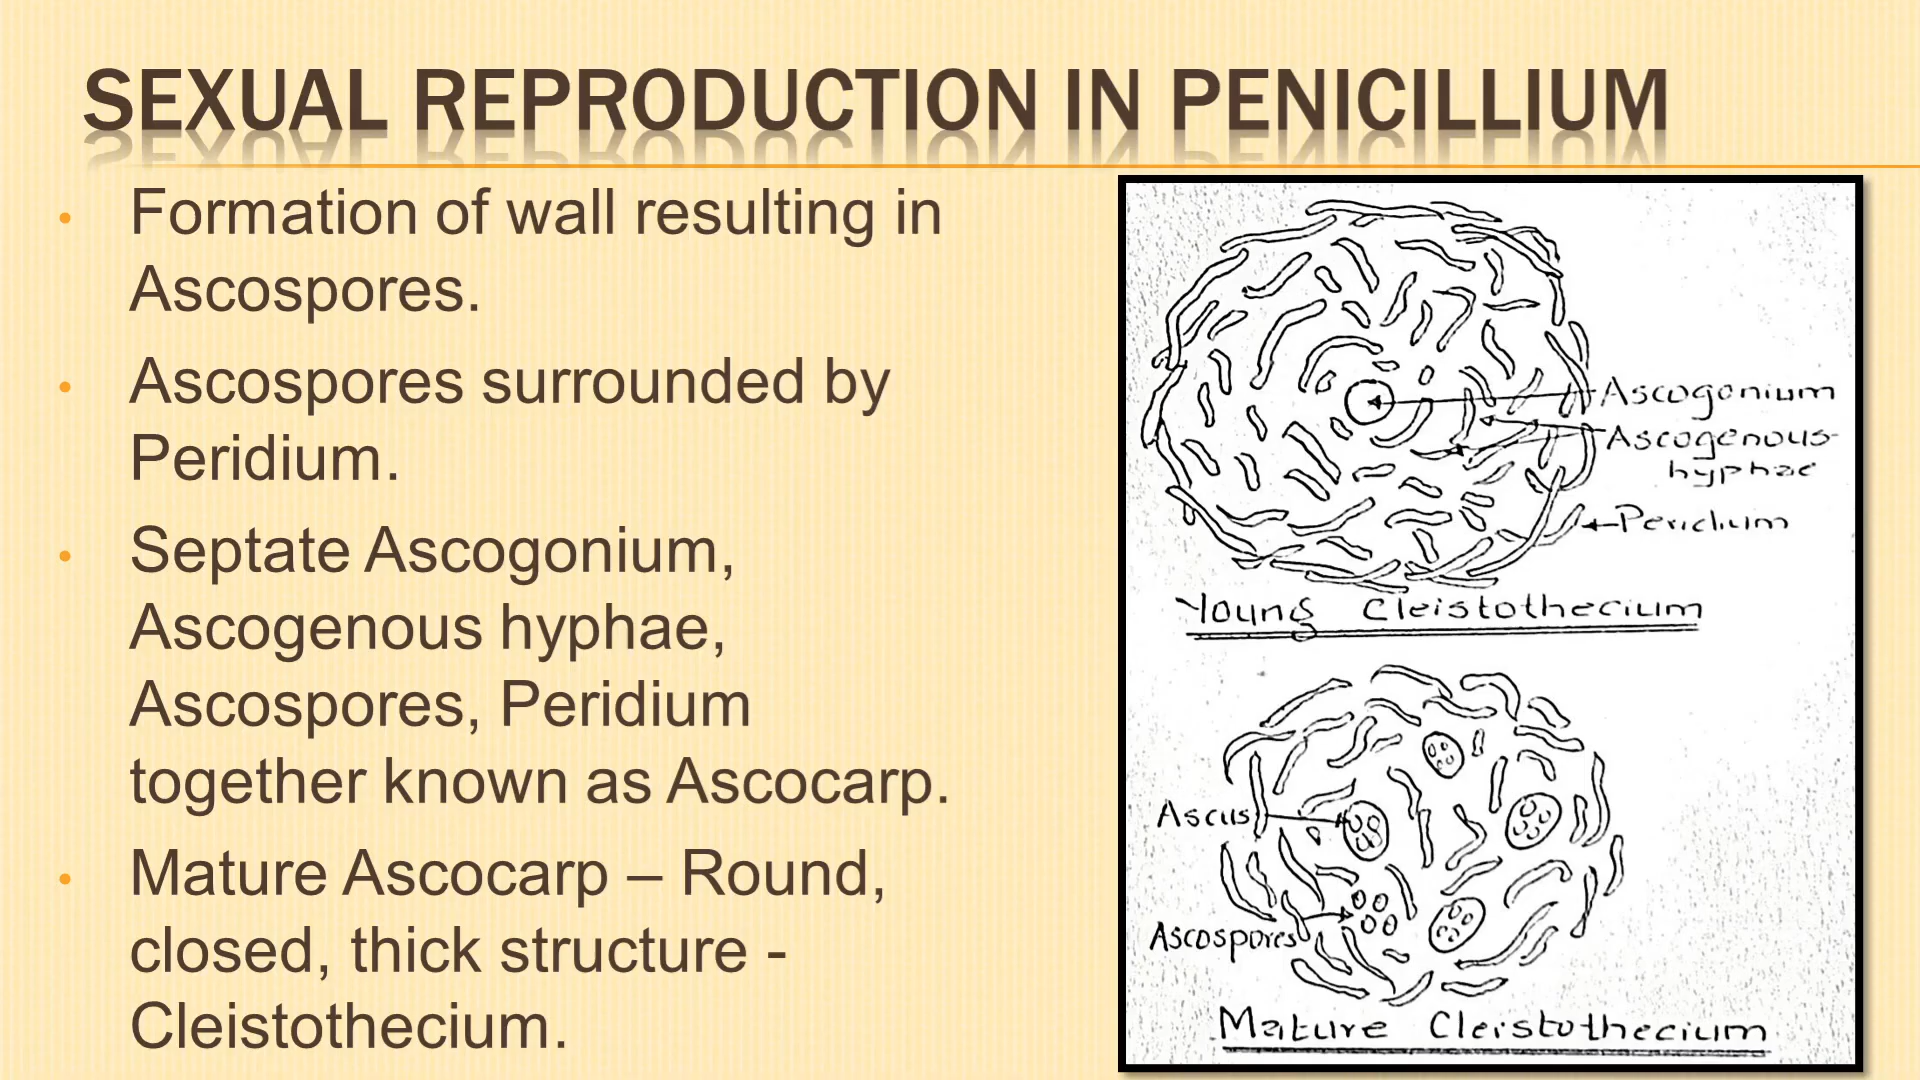 SEXUAL REPRODUCTION IN PENICILLIUM
• Formation of wall resulting in
Ascospores.
• Ascospores surrounded by
Peridium.
• Septate Ascogonium,
Ascogenous hyphae,
Ascospores, Peridium
together known as Ascocarp.
• Mature Ascocarp – Round,
closed, thick structure -
Cleistothecium.
Ascogonium
Ascogenous-
hyphae
Peridium
Young Cleistothecium
Ascus
Ascospores
Mature Cleistothecium